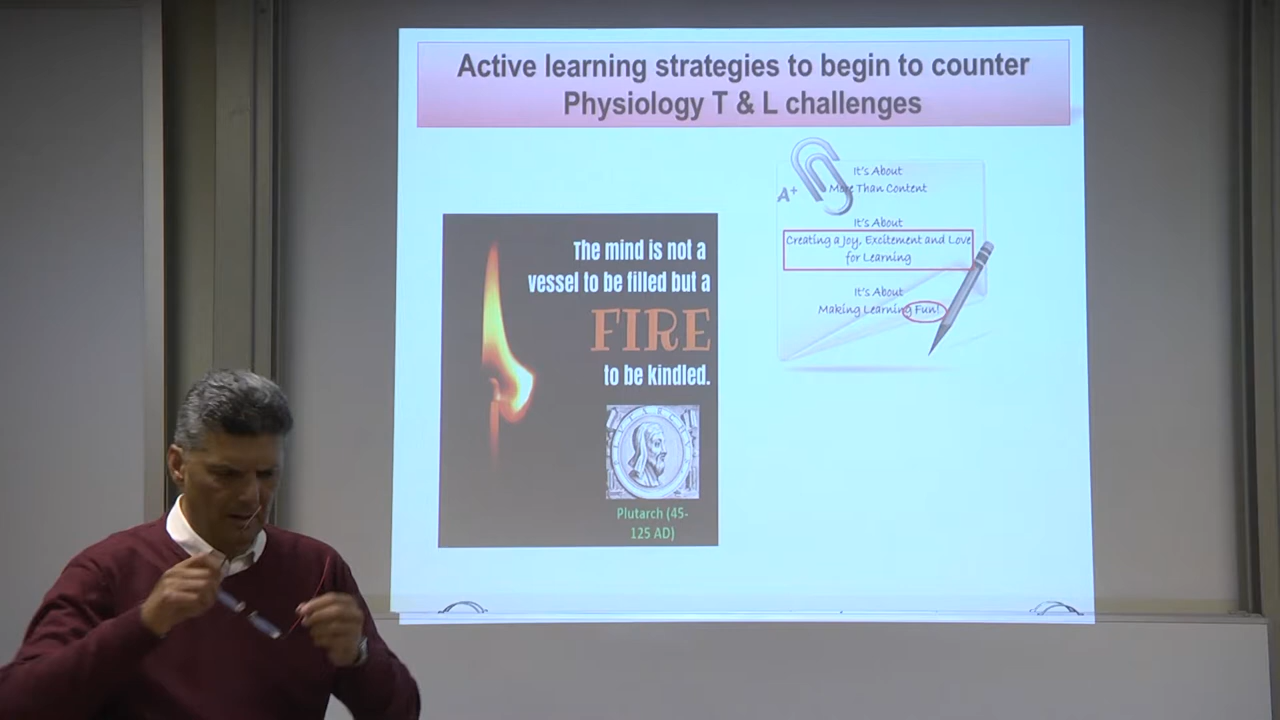 Active learning strategies to begin to counter
Physiology T & L challenges
The mind is not a
vessel to be filled but a
FIRE
to be kindled.
Plutarch (45-
125 AD)
A+
It's About
More Than Content
It's About
Creating a Joy, Excitement and Love
for Learning
It's About
Making Learning Fun!